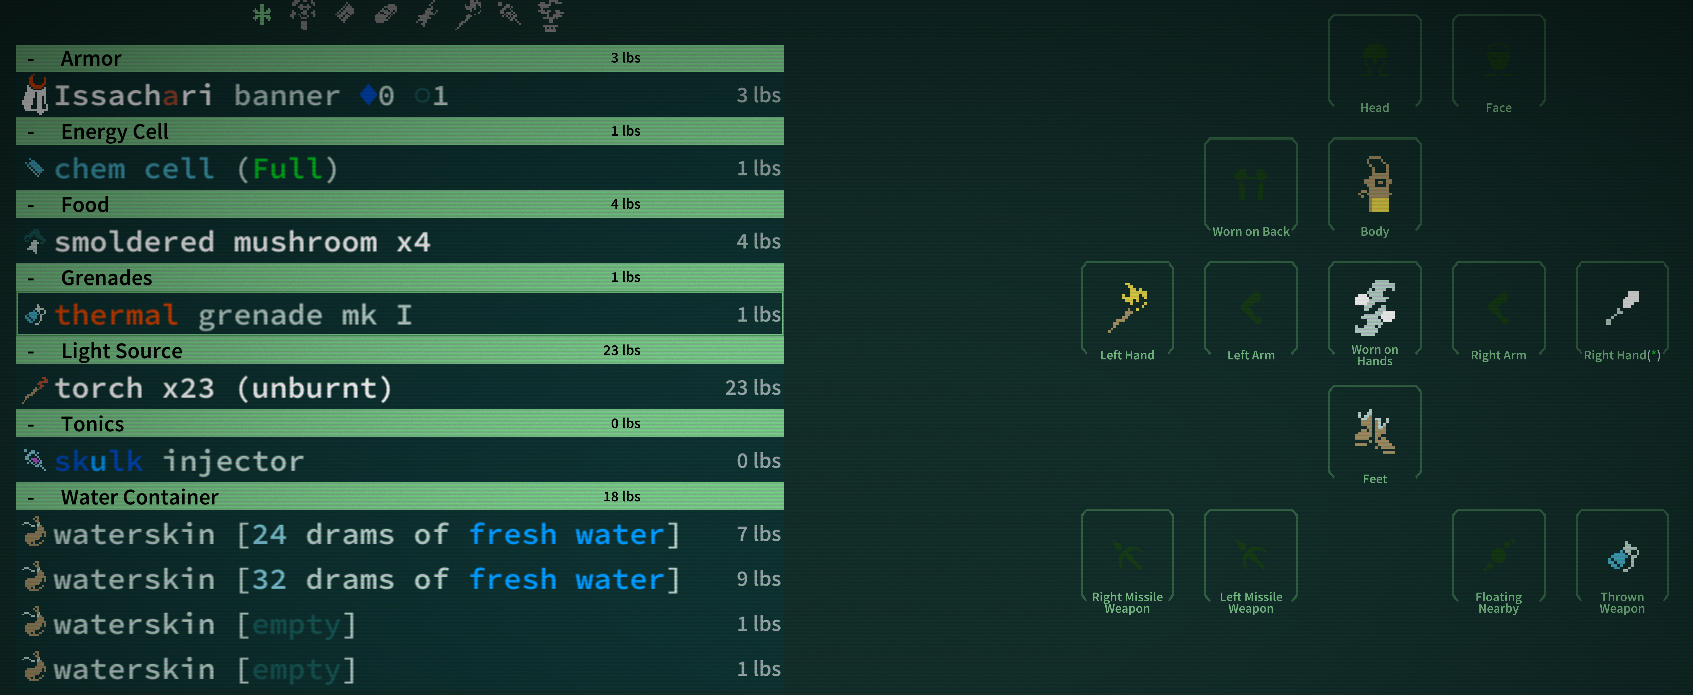 - Armor 3 lbs
Issachari banner ♦0 ○1 3 lbs
- Energy Cell 1 lbs
chem cell (Full) 1 lbs
- Food 4 lbs
smoldered mushroom x4 4 lbs
- Grenades 1 lbs
thermal grenade mk I 1 lbs
- Light Source 23 lbs
torch x23 (unburnt) 23 lbs
- Tonics 0 lbs
skulk injector 0 lbs
- Water Container 18 lbs
waterskin [24 drams of fresh water] 7 lbs
waterskin [32 drams of fresh water] 9 lbs
waterskin [empty] 1 lbs
waterskin [empty] 1 lbs
Head
Face
Worn on Back
Body
Left Hand
Left Arm
Worn on
Hands
Right Arm
Right Hand(*)
Feet
Right Missile
Weapon
Left Missile
Weapon
Floating
Nearby
Thrown
Weapon